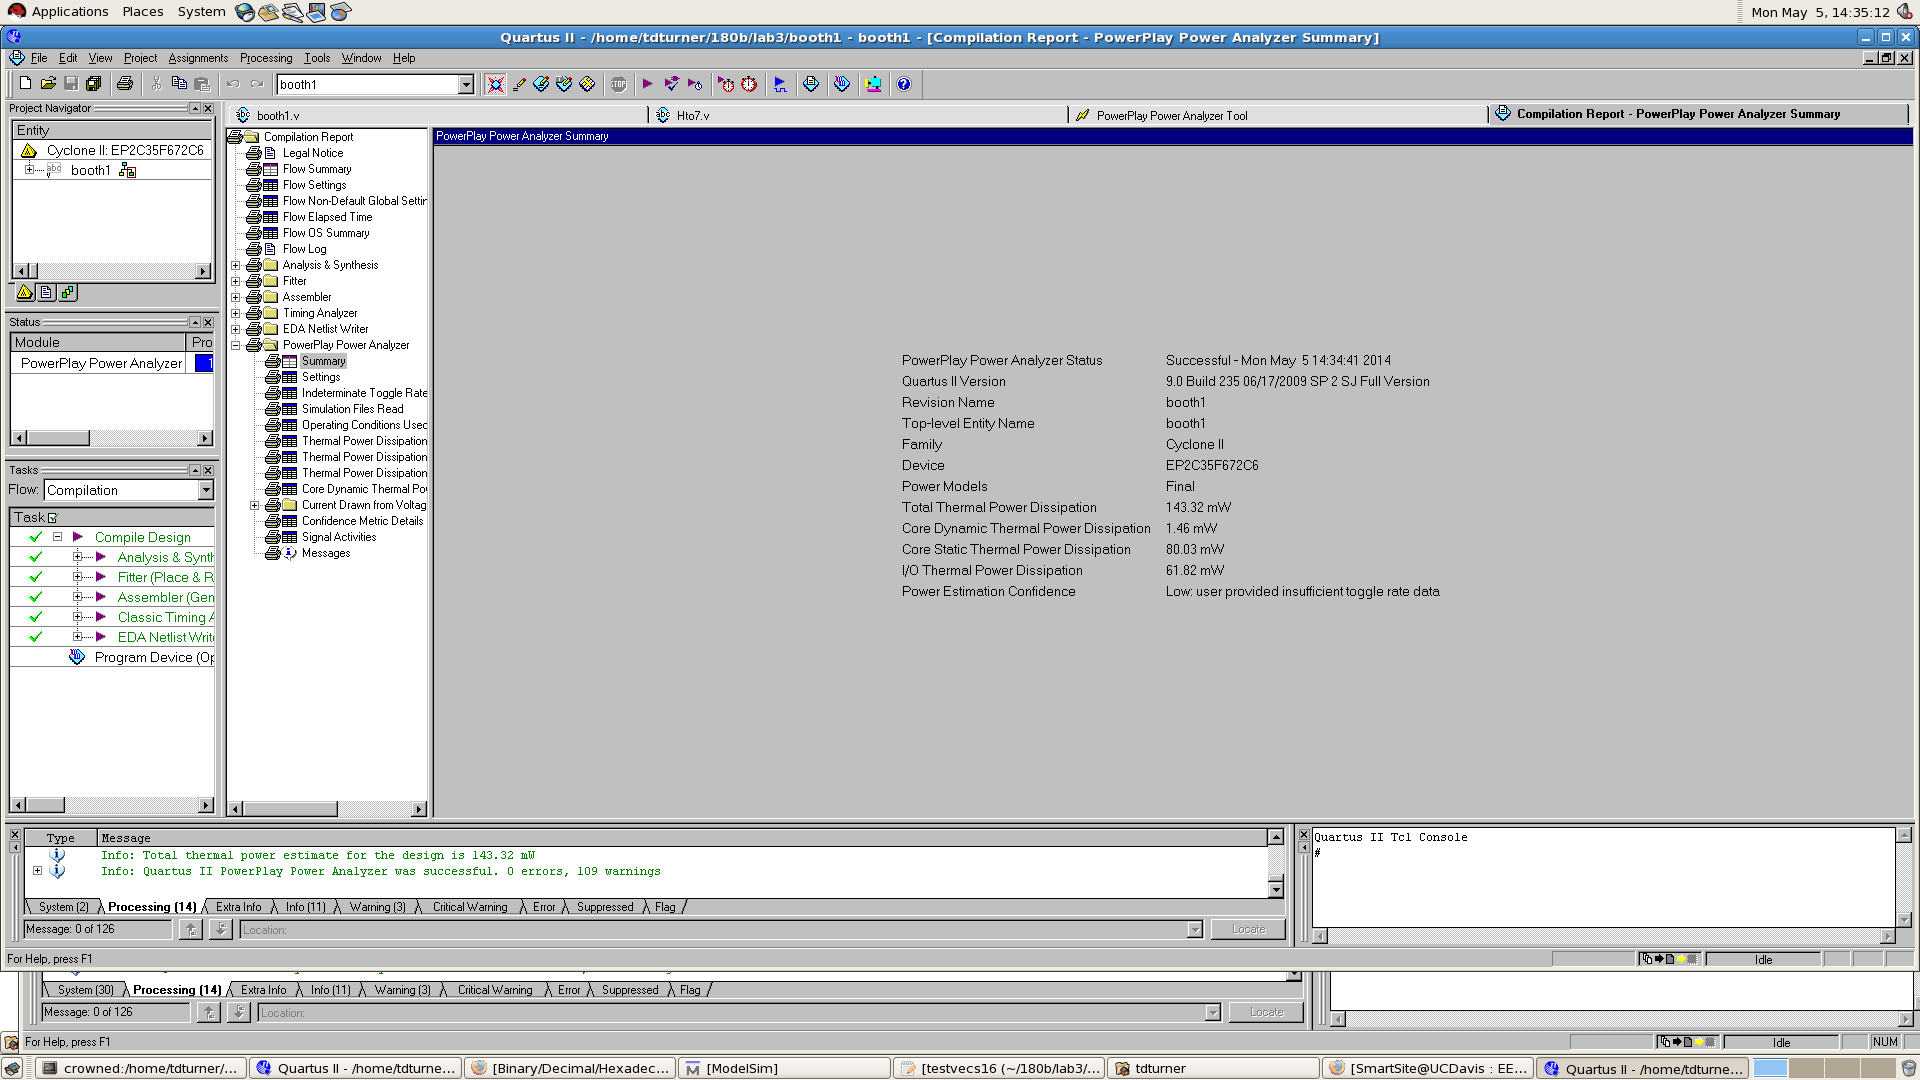 Applications Places System
Mon May 5, 14:35:12
Quartus II - /home/tdturner/180b/lab3/booth1 - booth1 - [Compilation Report - PowerPlay Power Analyzer Summary]
File Edit View Project Assignments Processing Tools Window Help
booth1
Project Navigator
Entity
Cyclone II: EP2C35F672C6
booth1
Status
Module Pro
PowerPlay Power Analyzer
Tasks
Flow: Compilation
Task
Compile Design
Analysis & Synth
Fitter (Place & R
Assembler (Gen
Classic Timing A
EDA Netlist Writ
Program Device (Op
booth1.v
Hto7.v
PowerPlay Power Analyzer Tool
Compilation Report - PowerPlay Power Analyzer Summary
Compilation Report
Legal Notice
Flow Summary
Flow Settings
Flow Non-Default Global Settin
Flow Elapsed Time
Flow OS Summary
Flow Log
Analysis & Synthesis
Fitter
Assembler
Timing Analyzer
EDA Netlist Writer
PowerPlay Power Analyzer
Summary
Settings
Indeterminate Toggle Rate
Simulation Files Read
Operating Conditions Used
Thermal Power Dissipation
Thermal Power Dissipation
Thermal Power Dissipation
Core Dynamic Thermal Po
Current Drawn from Voltag
Confidence Metric Details
Signal Activities
Messages
PowerPlay Power Analyzer Summary
PowerPlay Power Analyzer Status Successful - Mon May 5 14:34:41 2014
Quartus II Version 9.0 Build 235 06/17/2009 SP 2 SJ Full Version
Revision Name booth1
Top-level Entity Name booth1
Family Cyclone II
Device EP2C35F672C6
Power Models Final
Total Thermal Power Dissipation 143.32 mW
Core Dynamic Thermal Power Dissipation 1.46 mW
Core Static Thermal Power Dissipation 80.03 mW
I/O Thermal Power Dissipation 61.82 mW
Power Estimation Confidence Low: user provided insufficient toggle rate data
Type Message
Info: Total thermal power estimate for the design is 143.32 mW
Info: Quartus II PowerPlay Power Analyzer was successful. 0 errors, 109 warnings
System (2) Processing (14) Extra Info Info (11) Warning (3) Critical Warning Error Suppressed Flag
Message: 0 of 126 Location: Locate
Quartus II Tcl Console
#
For Help, press F1
Idle
System (30) Processing (14) Extra Info Info (11) Warning (3) Critical Warning Error Suppressed Flag
Message: 0 of 126 Location: Locate
For Help, press F1
Idle NUM
crowned:/home/tdturner/... Quartus II - /home/tdturne... [Binary/Decimal/Hexadec... [ModelSim] [testvecs16 (~/180b/lab3/... tdturner [SmartSite@UCDavis : EE... Quartus II - /home/tdturne...